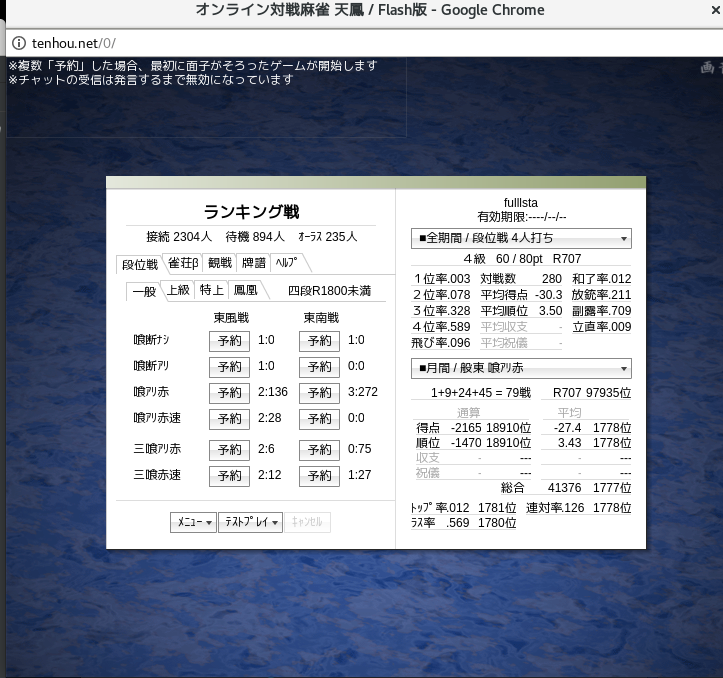 オンライン対戦麻雀 天鳳 / Flash版 - Google Chrome
tenhou.net/0/
※複数「予約」した場合、最初に面子がそろったゲームが開始します
※チャットの受信は発言するまで無効になっています
画
ランキング戦
接続 2304人 待機 894人 ｵｰﾗｽ 235人
段位戦 雀荘β 観戦 牌譜 ﾍﾙﾌﾟ
一般 上級 特上 鳳凰 四段R1800未満
東風戦 東南戦
喰断ﾅｼ 予約 1:0 予約 1:0
喰断ｱﾘ 予約 1:0 予約 0:0
喰ｱﾘ赤 予約 2:136 予約 3:272
喰ｱﾘ赤速 予約 2:28 予約 0:0
三喰ｱﾘ赤 予約 2:6 予約 0:75
三喰赤速 予約 2:12 予約 1:27
ﾒﾆｭｰ ﾃｽﾄﾌﾟﾚｲ ｷｬﾝｾﾙ
fulllsta
有効期限:----/--/--
■全期間 / 段位戦 4人打ち
４級 60 / 80pt R707
１位率.003 対戦数 280 和了率.012
２位率.078 平均得点 -30.3 放銃率.211
３位率.328 平均順位 3.50 副露率.709
４位率.589 平均収支 - 立直率.009
飛び率.096 平均祝儀 -
■月間 / 般東 喰ｱﾘ赤
1+9+24+45 = 79戦 R707 97935位
通算 平均
得点 -2165 18910位 -27.4 1778位
順位 -1470 18910位 3.43 1778位
収支 - --- - ---
祝儀 - --- - ---
総合 41376 1777位
ﾄｯﾌﾟ率.012 1781位 連対率.126 1778位
ﾗｽ率 .569 1780位